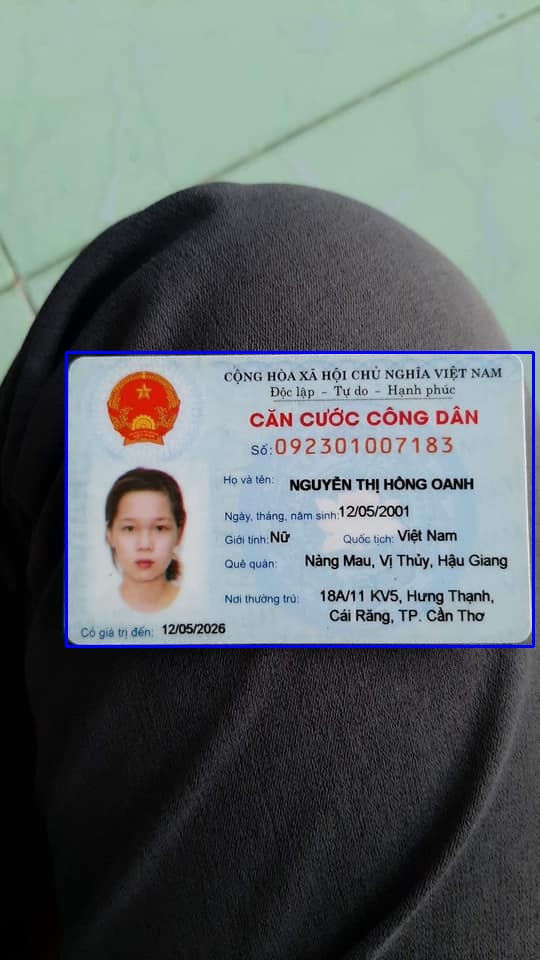 CỘNG HÒA XÃ HỘI CHỦ NGHĨA VIỆT NAM
Độc lập - Tự do - Hạnh phúc
CĂN CƯỚC CÔNG DÂN
Số: 092301007183
Họ và tên: NGUYỄN THỊ HỒNG OANH
Ngày, tháng, năm sinh: 12/05/2001
Giới tính: Nữ Quốc tịch: Việt Nam
Quê quán: Nàng Mau, Vị Thủy, Hậu Giang
Nơi thường trú: 18A/11 KV5, Hưng Thạnh,
Cái Răng, TP. Cần Thơ
Có giá trị đến: 12/05/2026